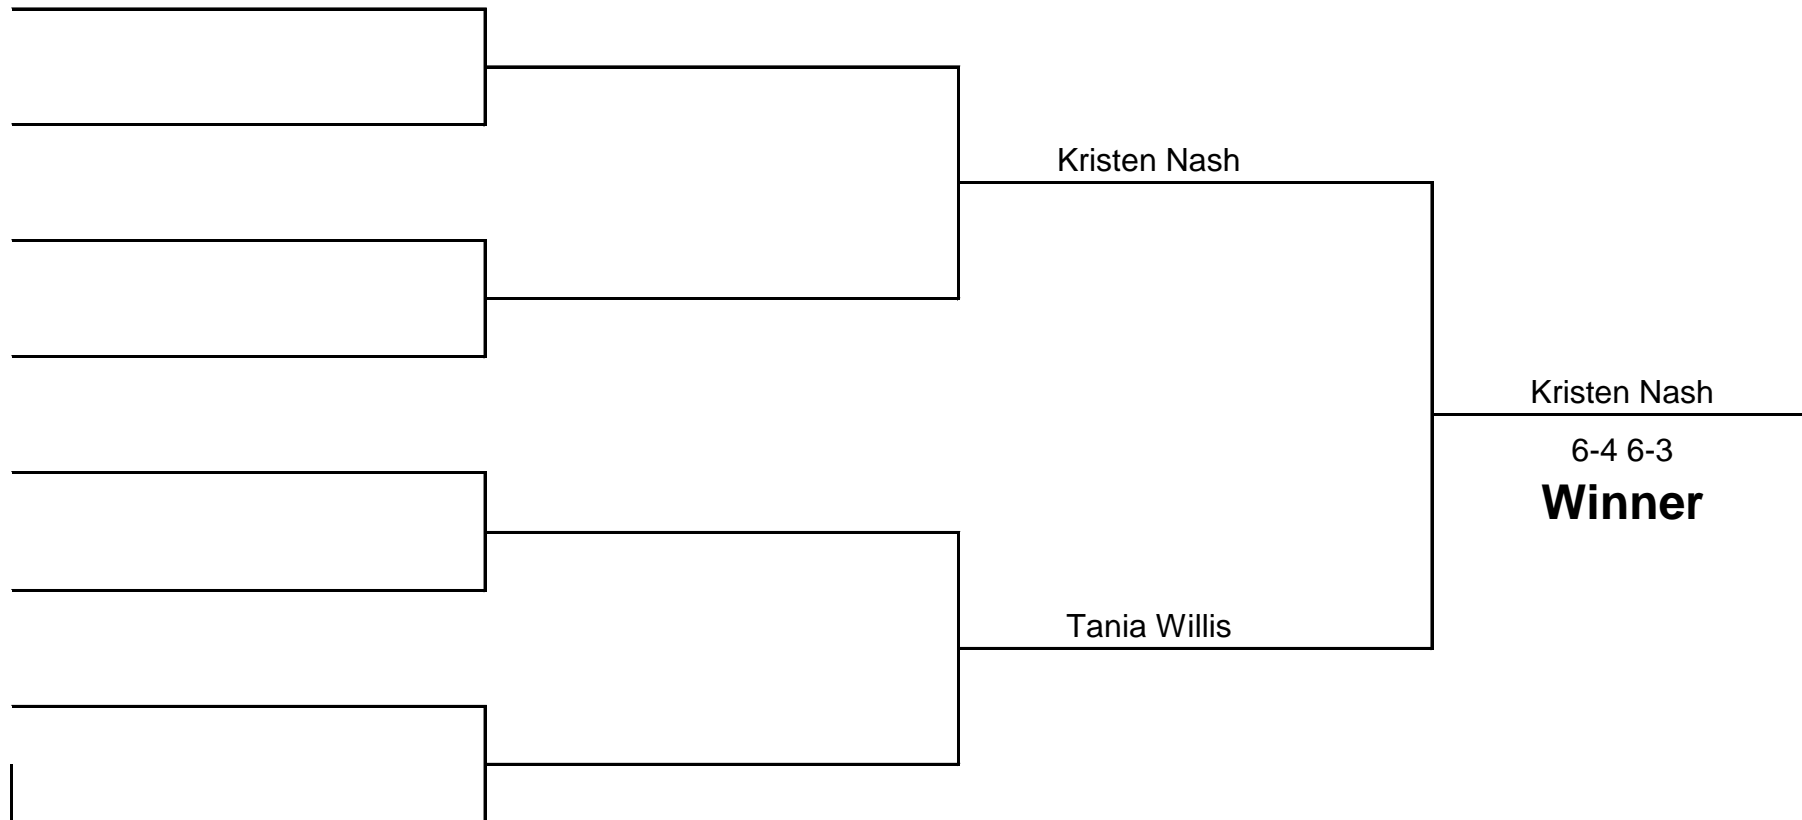 Kristen Nash
Kristen Nash
6-4 6-3
Winner
Tania Willis